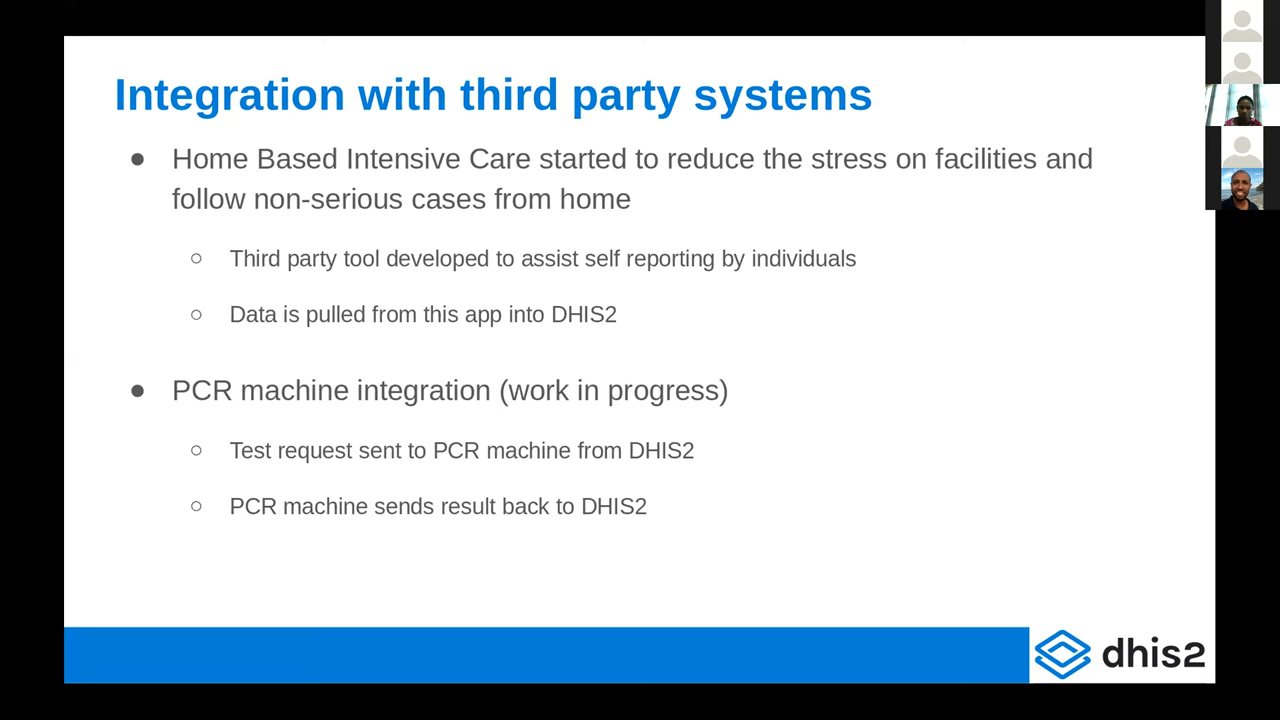 Integration with third party systems
● Home Based Intensive Care started to reduce the stress on facilities and
follow non-serious cases from home
○ Third party tool developed to assist self reporting by individuals
○ Data is pulled from this app into DHIS2
● PCR machine integration (work in progress)
○ Test request sent to PCR machine from DHIS2
○ PCR machine sends result back to DHIS2
dhis2